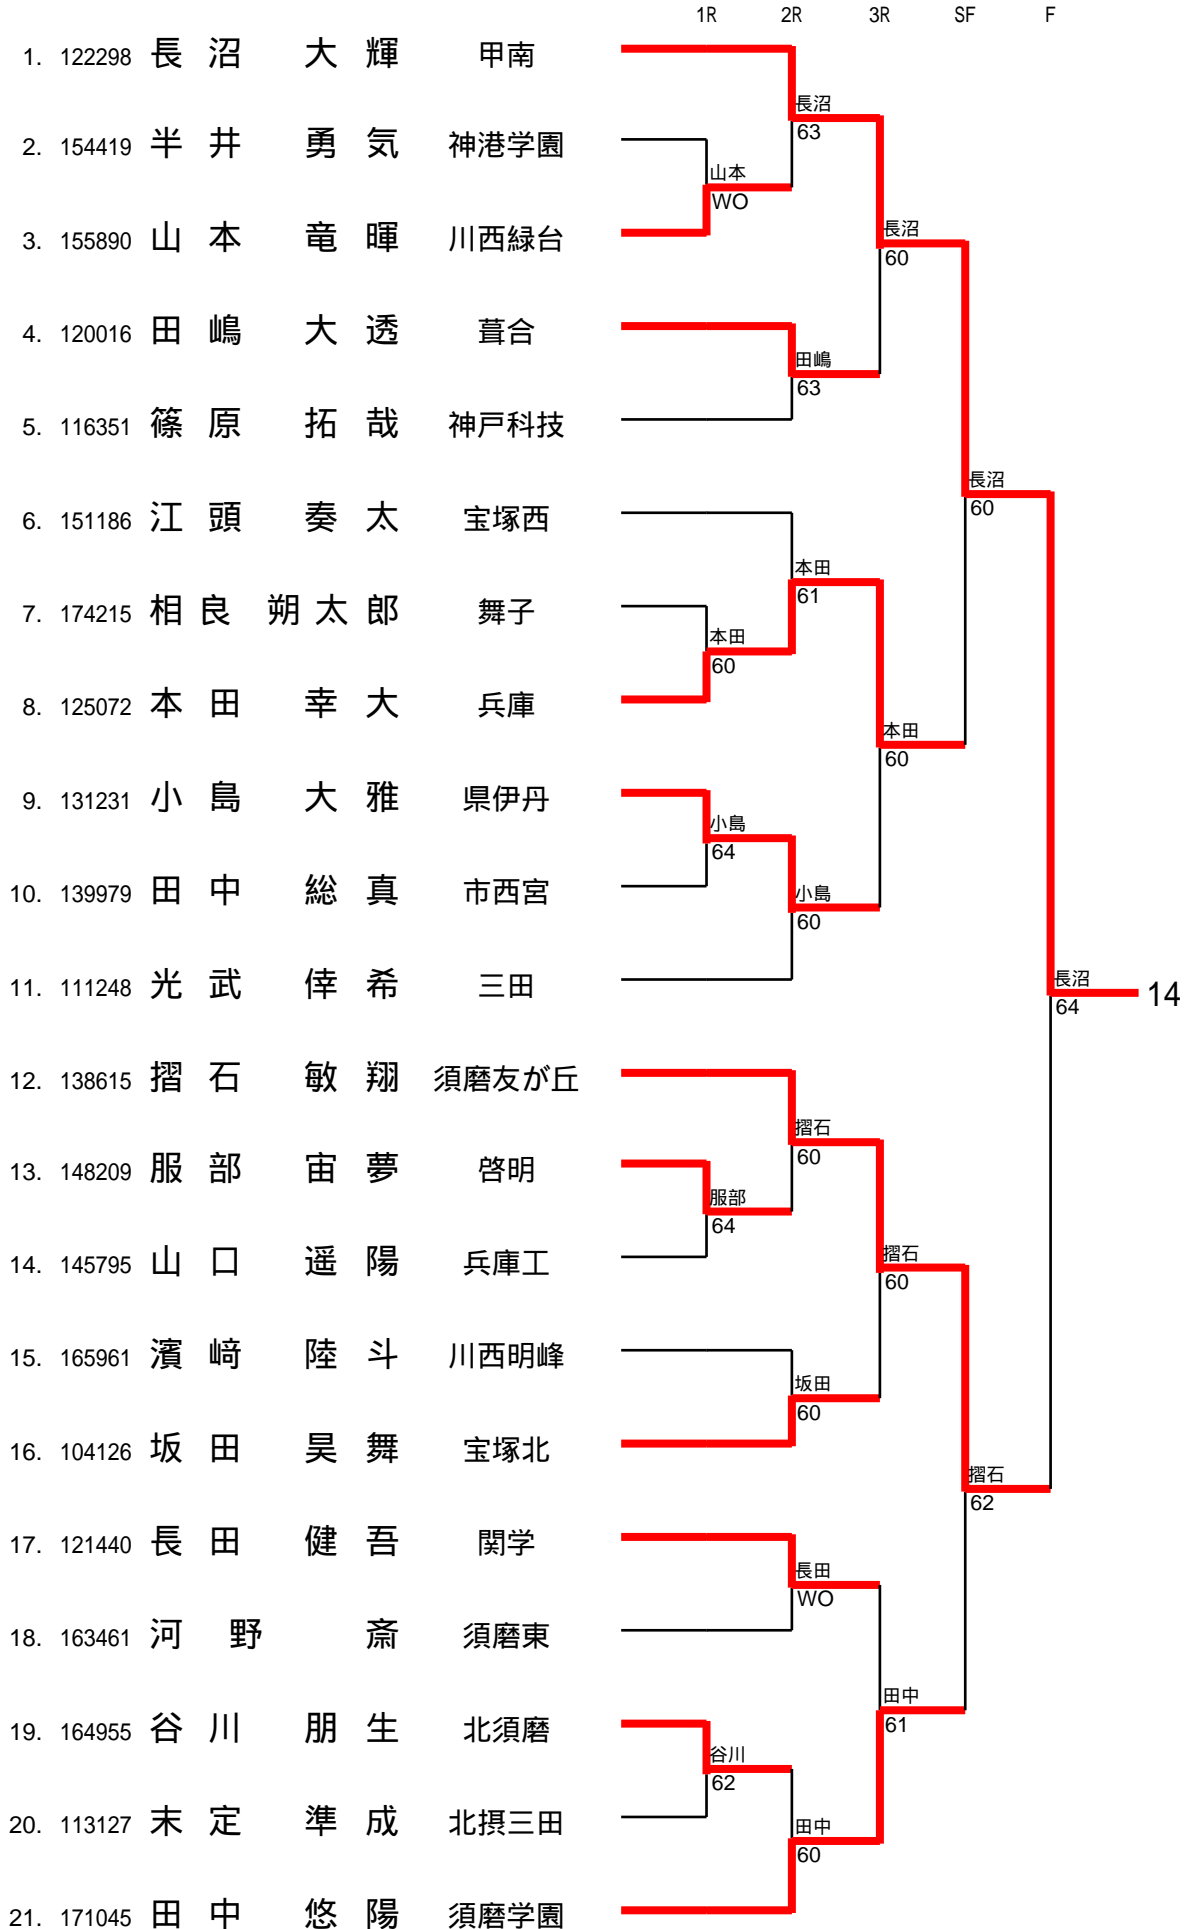 1R 2R 3R SF F
1. 122298 長沼 大輝 甲南
長沼
63
2. 154419 半井 勇気 神港学園
山本
WO
3. 155890 山本 竜暉 川西緑台
長沼
60
4. 120016 田嶋 大透 葺合
田嶋
63
5. 116351 篠原 拓哉 神戸科技
長沼
60
6. 151186 江頭 奏太 宝塚西
本田
61
7. 174215 相良 朔太郎 舞子
本田
60
8. 125072 本田 幸大 兵庫
本田
60
9. 131231 小島 大雅 県伊丹
小島
64
10. 139979 田中 総真 市西宮
小島
60
11. 111248 光武 倖希 三田
長沼
64
14
12. 138615 摺石 敏翔 須磨友が丘
摺石
60
13. 148209 服部 宙夢 啓明
服部
64
14. 145795 山口 遥陽 兵庫工
摺石
60
15. 165961 濱﨑 陸斗 川西明峰
坂田
60
16. 104126 坂田 昊舞 宝塚北
摺石
62
17. 121440 長田 健吾 関学
長田
WO
18. 163461 河野 斎 須磨東
田中
61
19. 164955 谷川 朋生 北須磨
谷川
62
20. 113127 末定 準成 北摂三田
田中
60
21. 171045 田中 悠陽 須磨学園